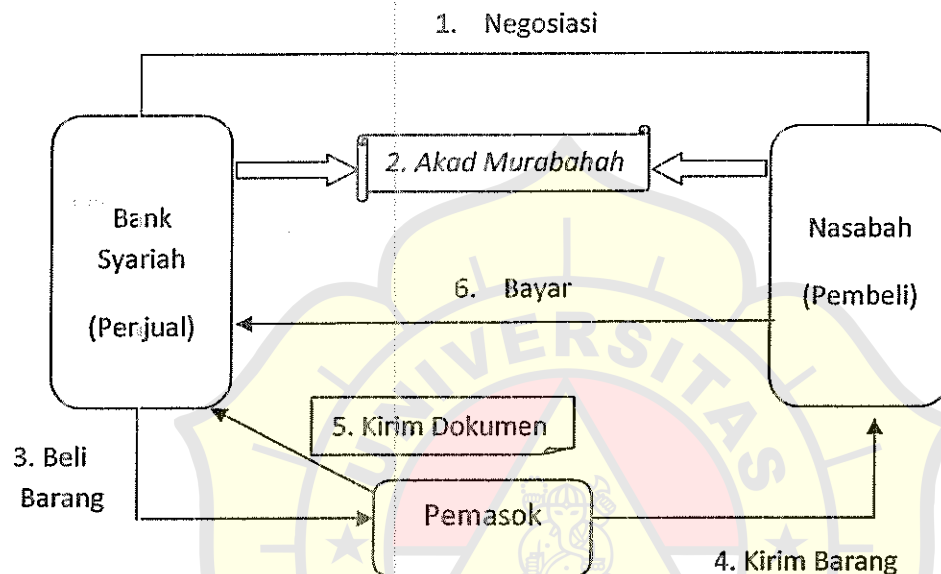 1. Negosiasi
2. Akad Murabahah
Bank
Syariah
(Penjual)
Nasabah
(Pembeli)
6. Bayar
UNIVERSITAS
5. Kirim Dokumen
3. Beli
Barang
Pemasok
4. Kirim Barang